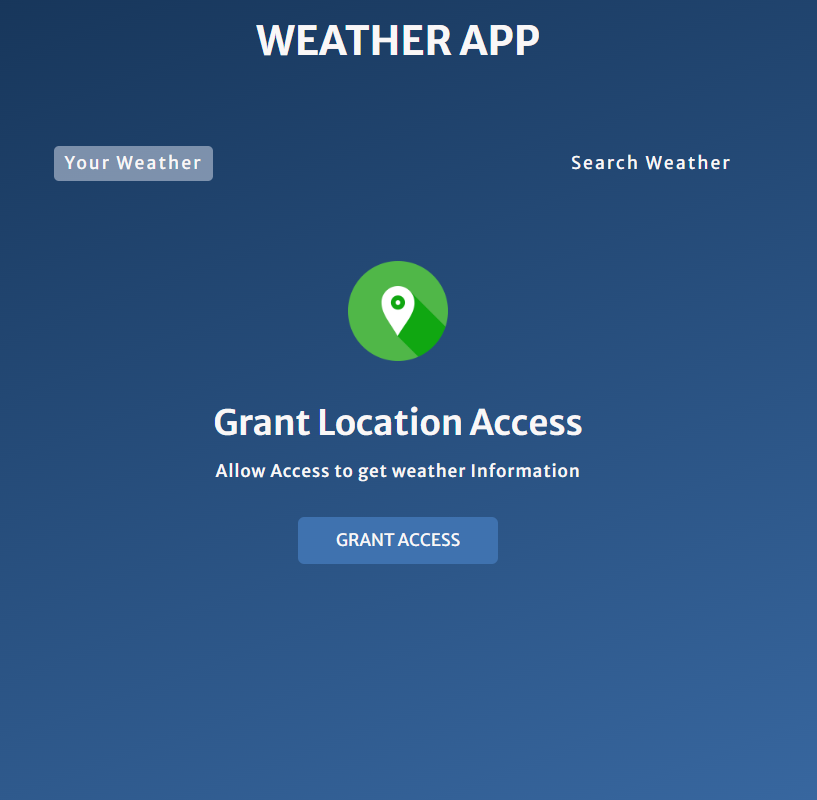 WEATHER APP
Your Weather
Search Weather
Grant Location Access
Allow Access to get weather Information
GRANT ACCESS